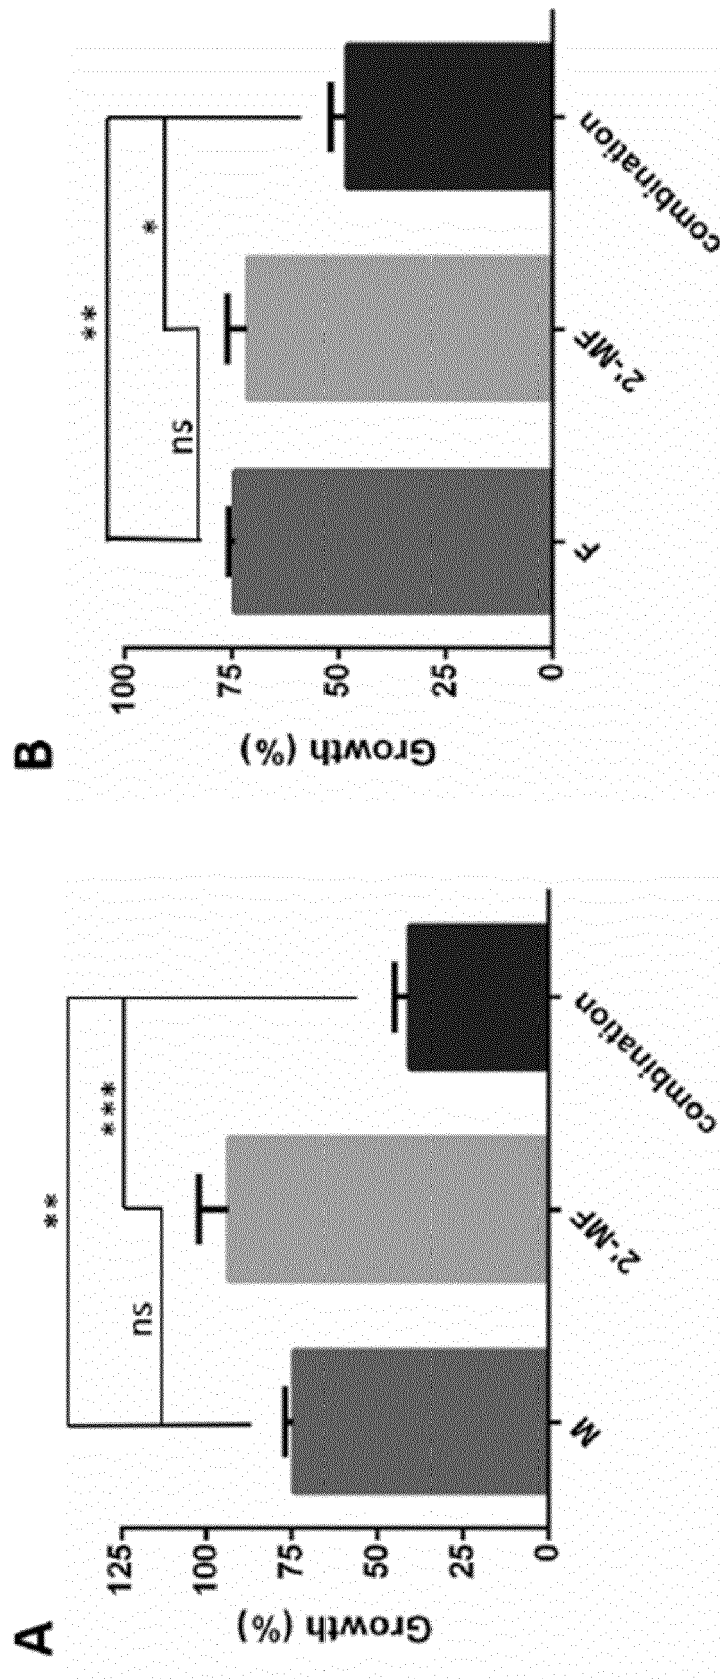 A
Growth (%)
125
100
75
50
25
0
**
***
ns
M
2'-MF
combination
B
Growth (%)
100
75
50
25
0
**
*
ns
F
2'-MF
combination